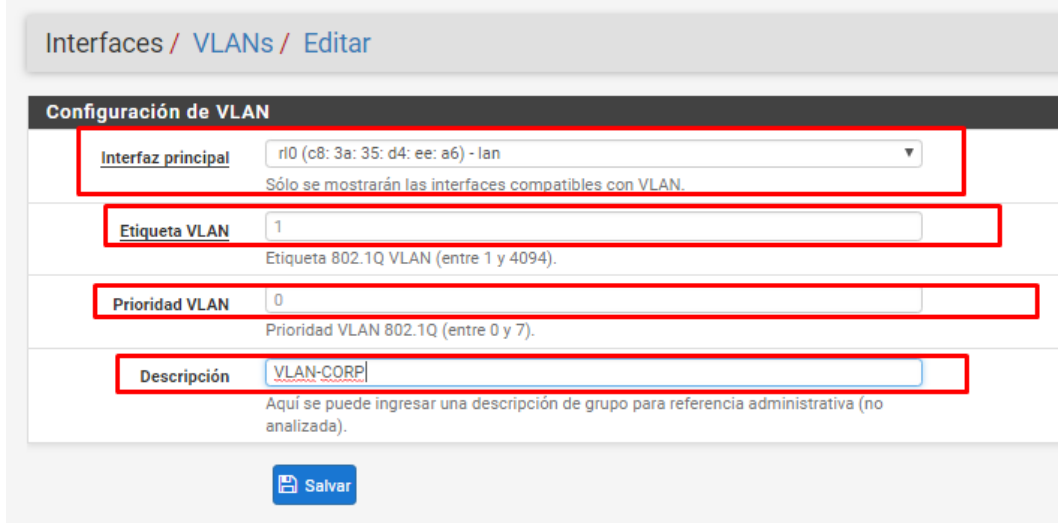 Interfaces / VLANs / Editar
Configuración de VLAN
Interfaz principal
rl0 (c8: 3a: 35: d4: ee: a6) - lan
Sólo se mostrarán las interfaces compatibles con VLAN.
Etiqueta VLAN
1
Etiqueta 802.1Q VLAN (entre 1 y 4094).
Prioridad VLAN
0
Prioridad VLAN 802.1Q (entre 0 y 7).
Descripción
VLAN-CORP
Aquí se puede ingresar una descripción de grupo para referencia administrativa (no
analizada).
Salvar